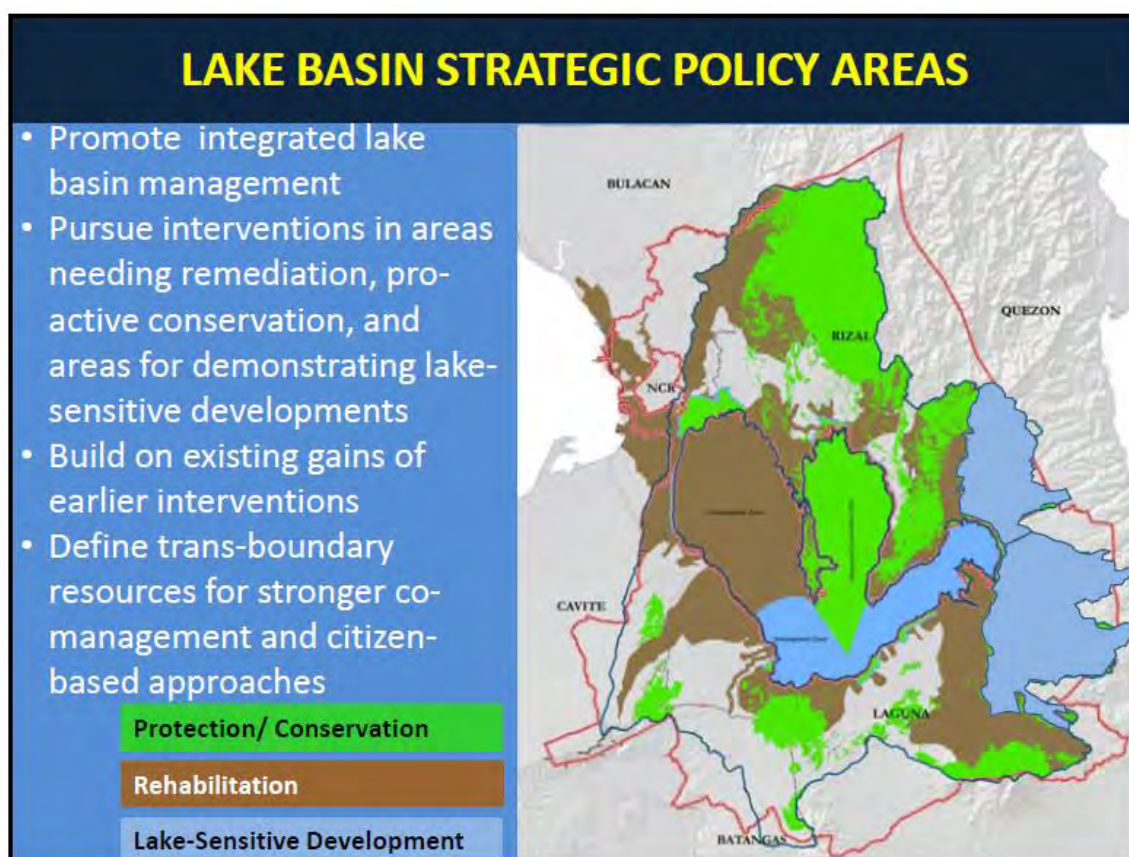 LAKE BASIN STRATEGIC POLICY AREAS
• Promote integrated lake
basin management
• Pursue interventions in areas
needing remediation, pro-
active conservation, and
areas for demonstrating lake-
sensitive developments
• Build on existing gains of
earlier interventions
• Define trans-boundary
resources for stronger co-
management and citizen-
based approaches
Protection/ Conservation
Rehabilitation
Lake-Sensitive Development
BULACAN
QUEZON
RIZAL
NCR
CAVITE
LAGUNA
BATANGAS